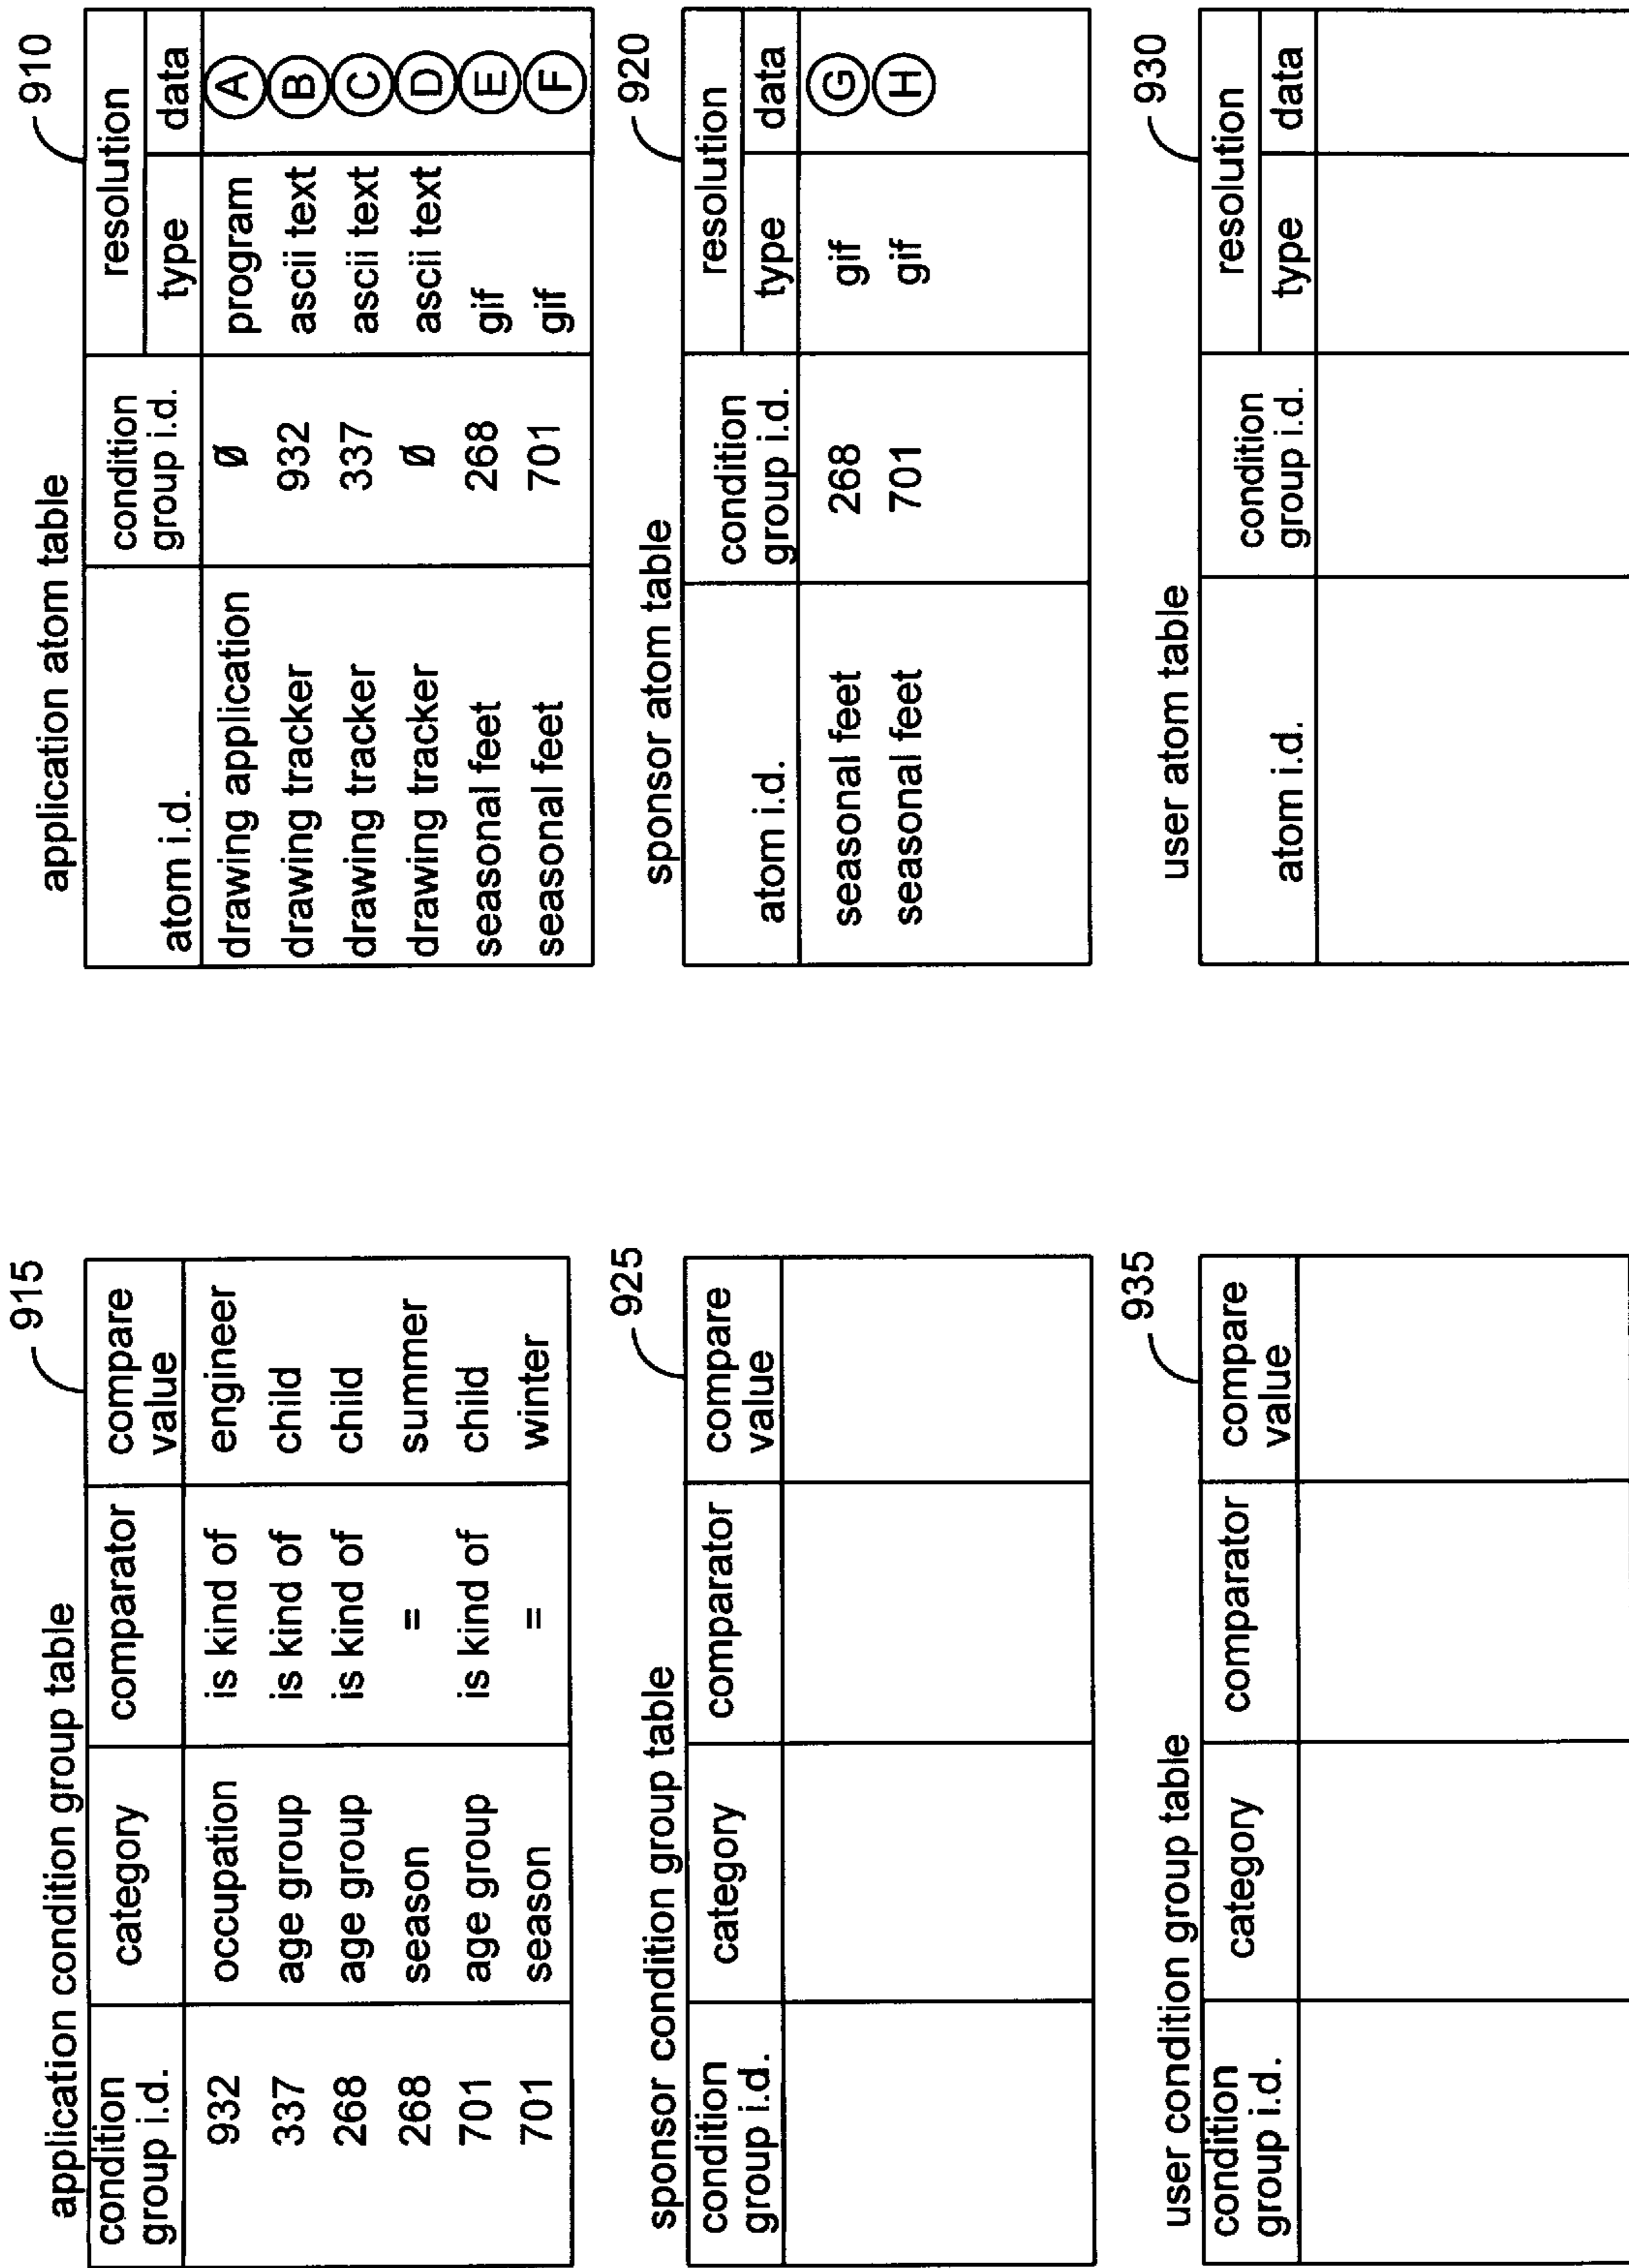 application condition group table
915
condition group i.d. category comparator compare value
932 occupation is kind of engineer
337 age group is kind of child
268 age group is kind of child
268 season = summer
701 age group is kind of child
701 season = winter
application atom table
910
atom i.d. condition group i.d. resolution
type data
drawing application Ø program A
drawing tracker 932 ascii text B
drawing tracker 337 ascii text C
drawing tracker Ø ascii text D
seasonal feet 268 gif E
seasonal feet 701 gif F
sponsor condition group table
925
condition group i.d. category comparator compare value
sponsor atom table
920
atom i.d. condition group i.d. resolution
type data
seasonal feet 268 gif G
seasonal feet 701 gif H
user condition group table
935
condition group i.d. category comparator compare value
user atom table
930
atom i.d. condition group i.d. resolution
type data